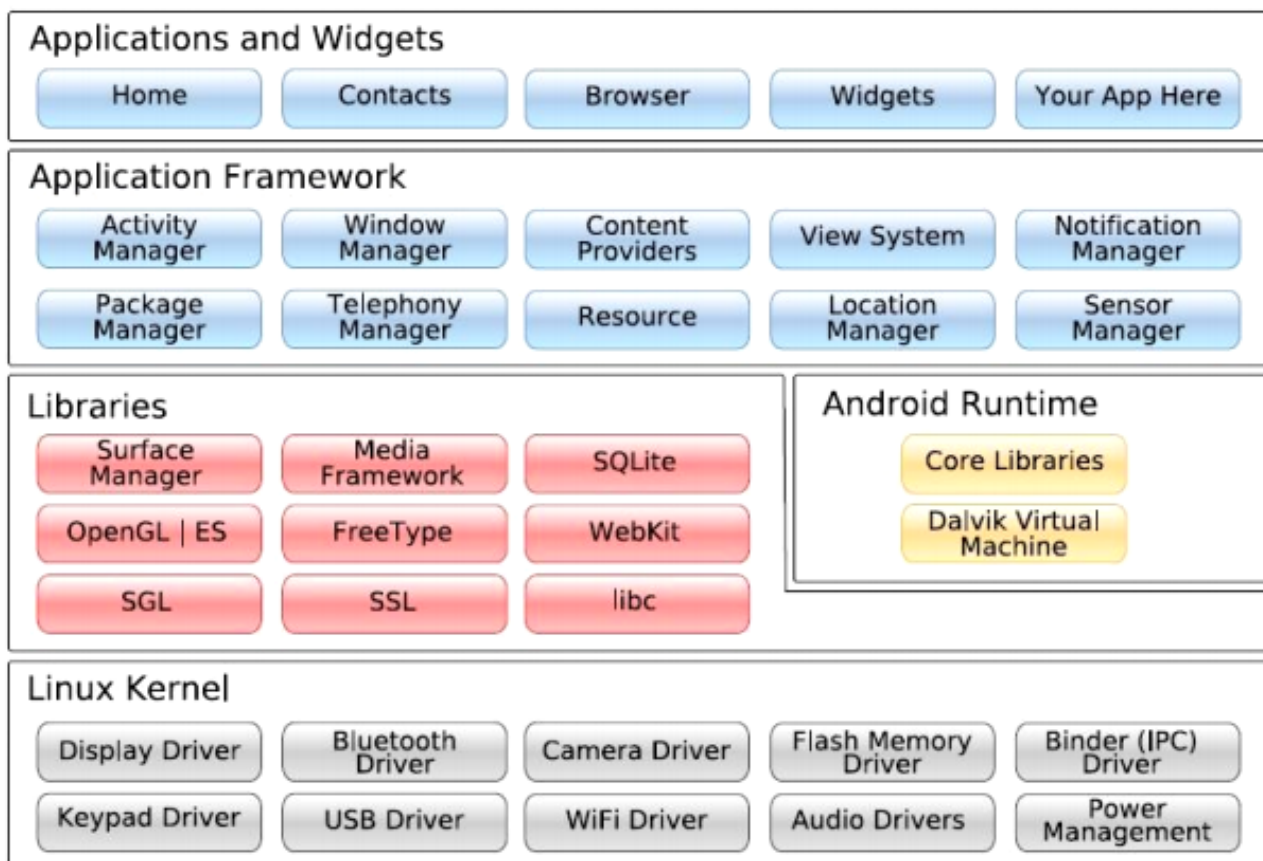 Applications and Widgets
Home
Contacts
Browser
Widgets
Your App Here
Application Framework
Activity
Manager
Window
Manager
Content
Providers
View System
Notification
Manager
Package
Manager
Telephony
Manager
Resource
Location
Manager
Sensor
Manager
Libraries
Surface
Manager
Media
Framework
SQLite
OpenGL | ES
FreeType
WebKit
SGL
SSL
libc
Android Runtime
Core Libraries
Dalvik Virtual
Machine
Linux Kernel
Display Driver
Bluetooth
Driver
Camera Driver
Flash Memory
Driver
Binder (IPC)
Driver
Keypad Driver
USB Driver
WiFi Driver
Audio Drivers
Power
Management